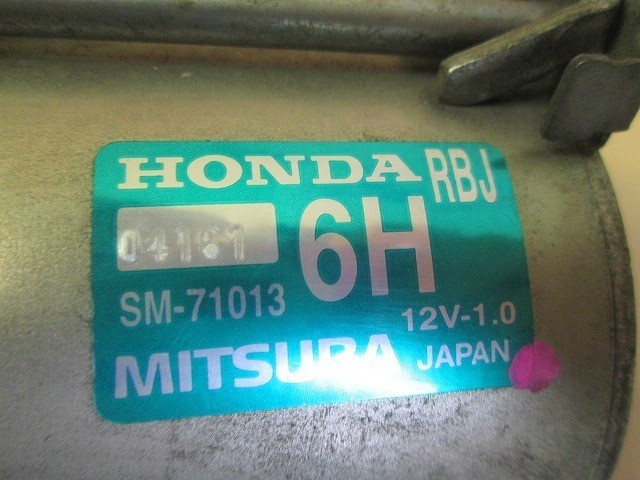 HONDA RBJ
6H
SM-71013
12V-1.0
MITSUBA JAPAN